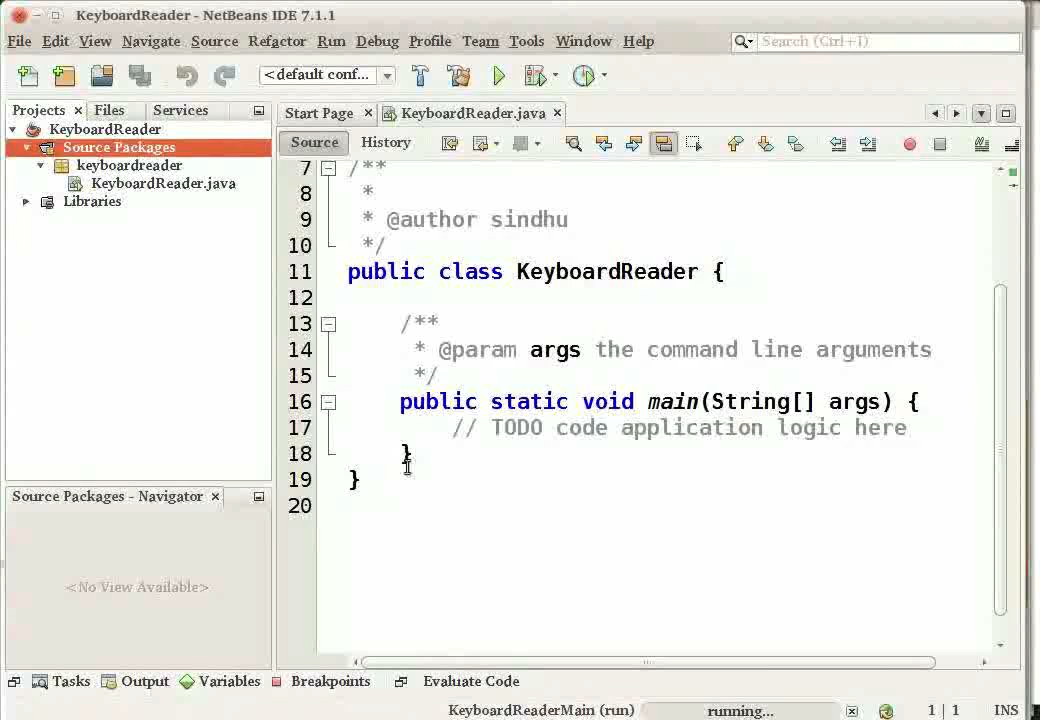 KeyboardReader - NetBeans IDE 7.1.1
File Edit View Navigate Source Refactor Run Debug Profile Team Tools Window Help Search (Ctrl+I)
<default conf...
Projects Files Services
Start Page KeyboardReader.java
KeyboardReader
Source Packages
keyboardreader
KeyboardReader.java
Libraries
Source History
7 /**
8 *
9 * @author sindhu
10 */
11 public class KeyboardReader {
12
13 /**
14 * @param args the command line arguments
15 */
16 public static void main(String[] args) {
17 // TODO code application logic here
18 }
19 }
20
Source Packages - Navigator
<No View Available>
Tasks Output Variables Breakpoints Evaluate Code
KeyboardReaderMain (run) running... 1 | 1 INS